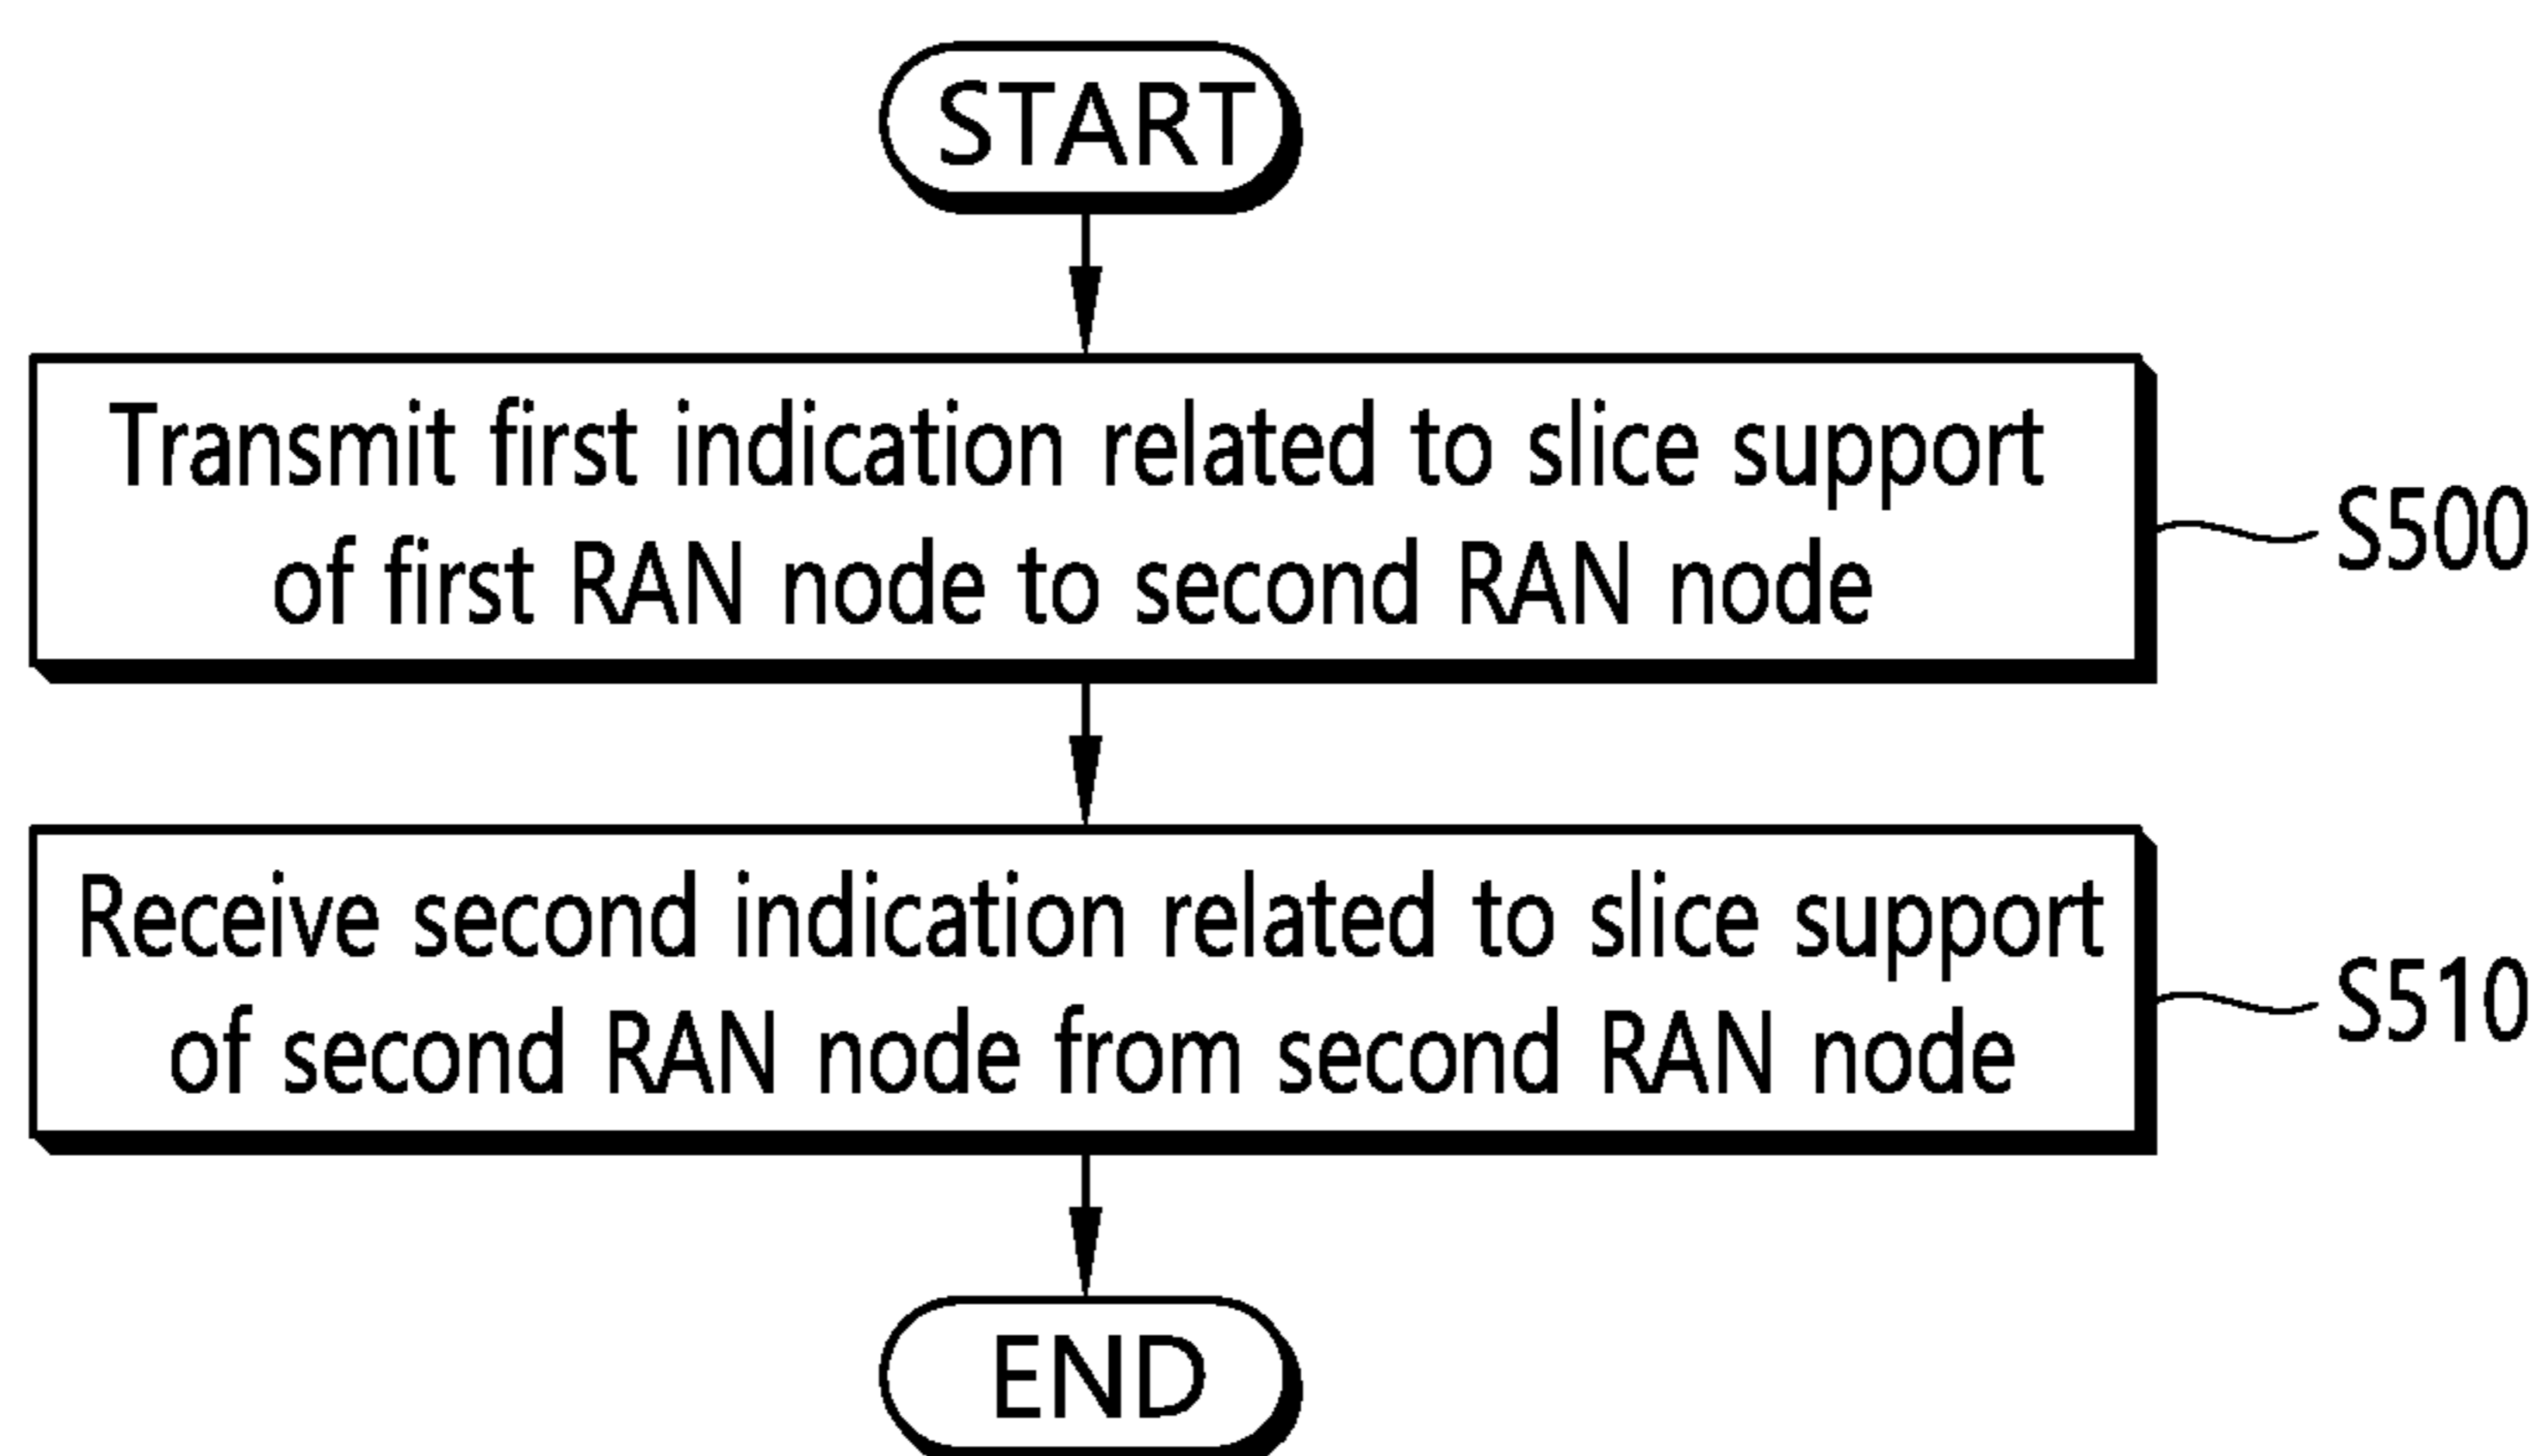 START
Transmit first indication related to slice support
of first RAN node to second RAN node
S500
Receive second indication related to slice support
of second RAN node from second RAN node
S510
END